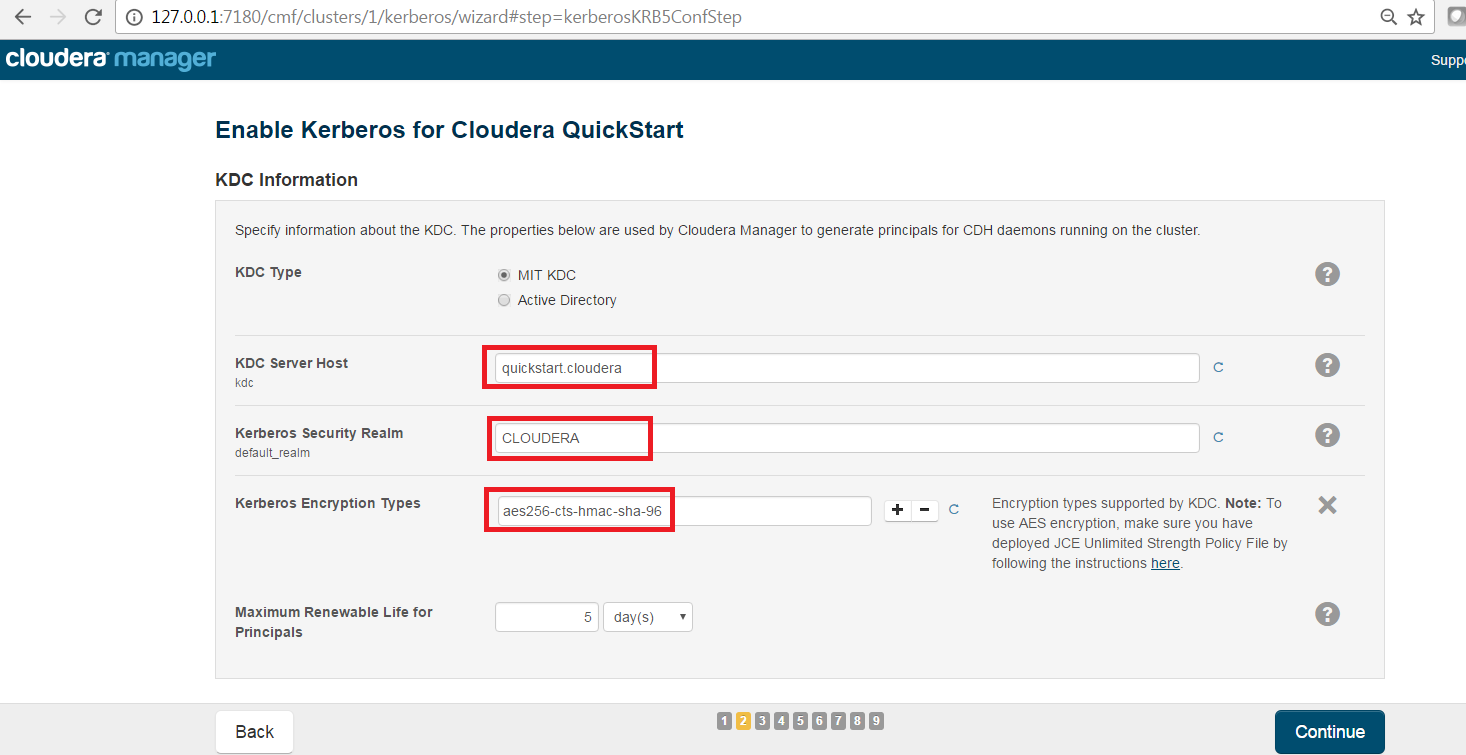 127.0.0.1:7180/cmf/clusters/1/kerberos/wizard#step=kerberosKRB5ConfStep
cloudera manager
Suppo
Enable Kerberos for Cloudera QuickStart
KDC Information
Specify information about the KDC. The properties below are used by Cloudera Manager to generate principals for CDH daemons running on the cluster.
KDC Type
MIT KDC
Active Directory
?
KDC Server Host
kdc
quickstart.cloudera
?
Kerberos Security Realm
default_realm
CLOUDERA
?
Kerberos Encryption Types
aes256-cts-hmac-sha-96
Encryption types supported by KDC. Note: To
use AES encryption, make sure you have
deployed JCE Unlimited Strength Policy File by
following the instructions here.
Maximum Renewable Life for
Principals
5 day(s)
?
Back
1 2 3 4 5 6 7 8 9
Continue